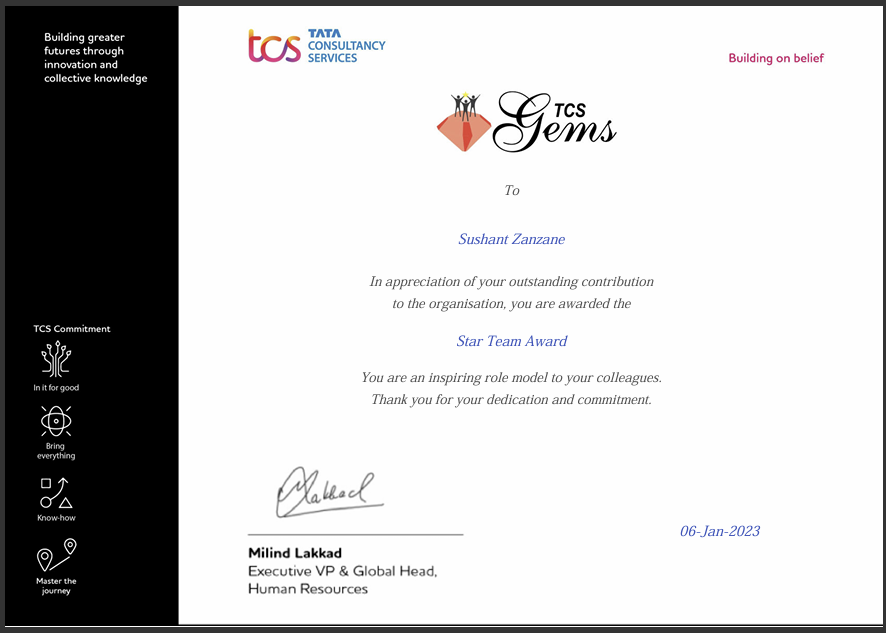 Building greater
futures through
innovation and
collective knowledge
tcs TATA
CONSULTANCY
SERVICES
Building on belief
TCS
Gems
To
Sushant Zanzane
In appreciation of your outstanding contribution
to the organisation, you are awarded the
Star Team Award
You are an inspiring role model to your colleagues.
Thank you for your dedication and commitment.
TCS Commitment
In it for good
Bring
everything
Know-how
Master the
journey
Lakkad
06-Jan-2023
Milind Lakkad
Executive VP & Global Head,
Human Resources